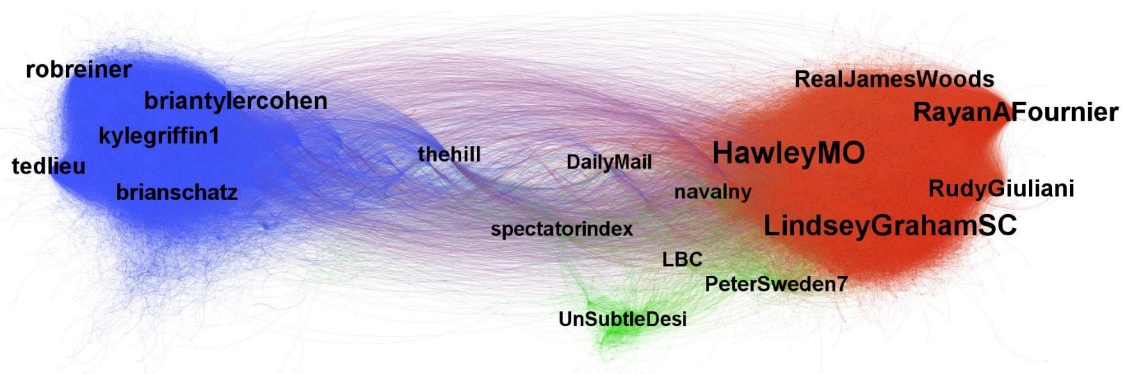 robreiner
RealJamesWoods
briantylercohen
RayanAFournier
kylegriffin1
thehill
DailyMail
HawleyMO
tedlieu
brianschatz
navalny
RudyGiuliani
spectatorindex
LindseyGrahamSC
LBC
PeterSweden7
UnSubtleDesi